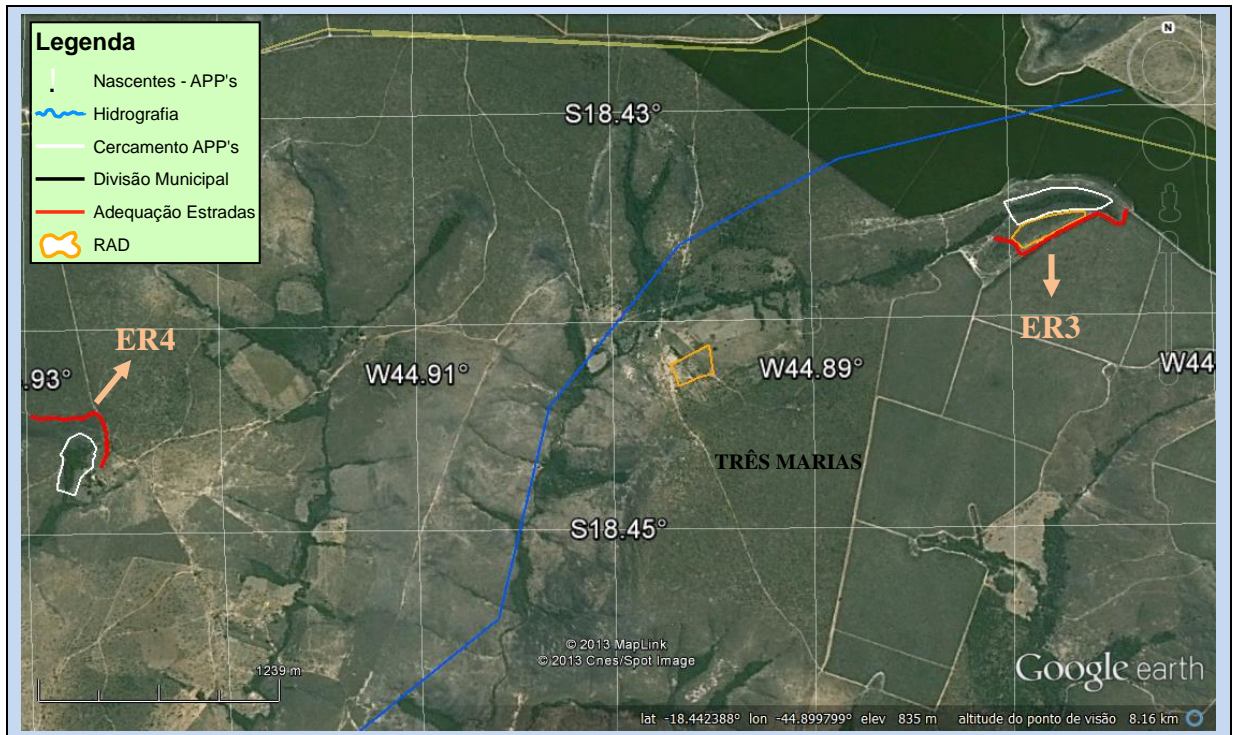 Legenda
Nascentes - APP's
Hidrografia
Cercamento APP's
Divisão Municipal
Adequação Estradas
RAD
N
S18.43°
ER4
ER3
.93°
W44.91°
W44.89°
W44
TRÊS MARIAS
S18.45°
© 2013 MapLink
© 2013 Cnes/Spot Image
1239 m
Google earth
lat -18.442388° lon -44.899799° elev 835 m altitude do ponto de visão 8.16 km